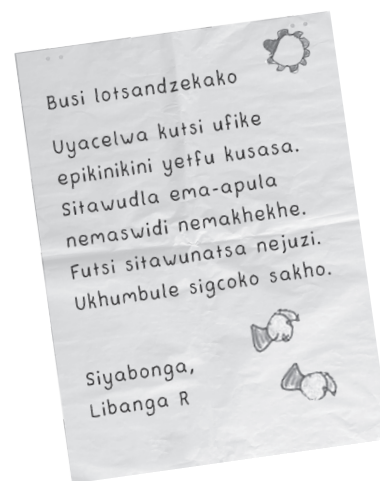 Busi lotsandzekako
Uyacelwa kutsi ufike
epikinikini yetfu kusasa.
Sitawudla ema-apula
nemaswidi nemakhekhe.
Futsi sitawunatsa nejuzi.
Ukhumbule sigcoko sakho.
Siyabonga,
Libanga R